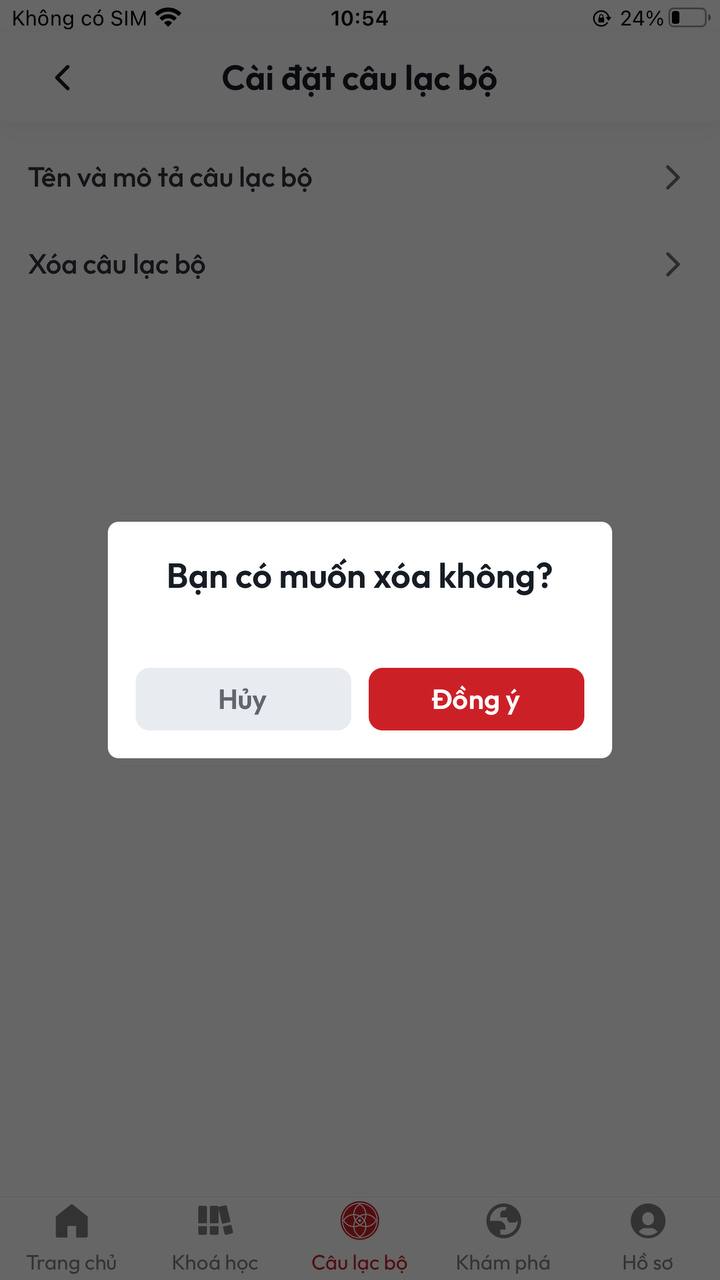 Không có SIM 10:54 24%
Cài đặt câu lạc bộ
Tên và mô tả câu lạc bộ
Xóa câu lạc bộ
Bạn có muốn xóa không?
Hủy Đồng ý
Trang chủ Khoá học Câu lạc bộ Khám phá Hồ sơ